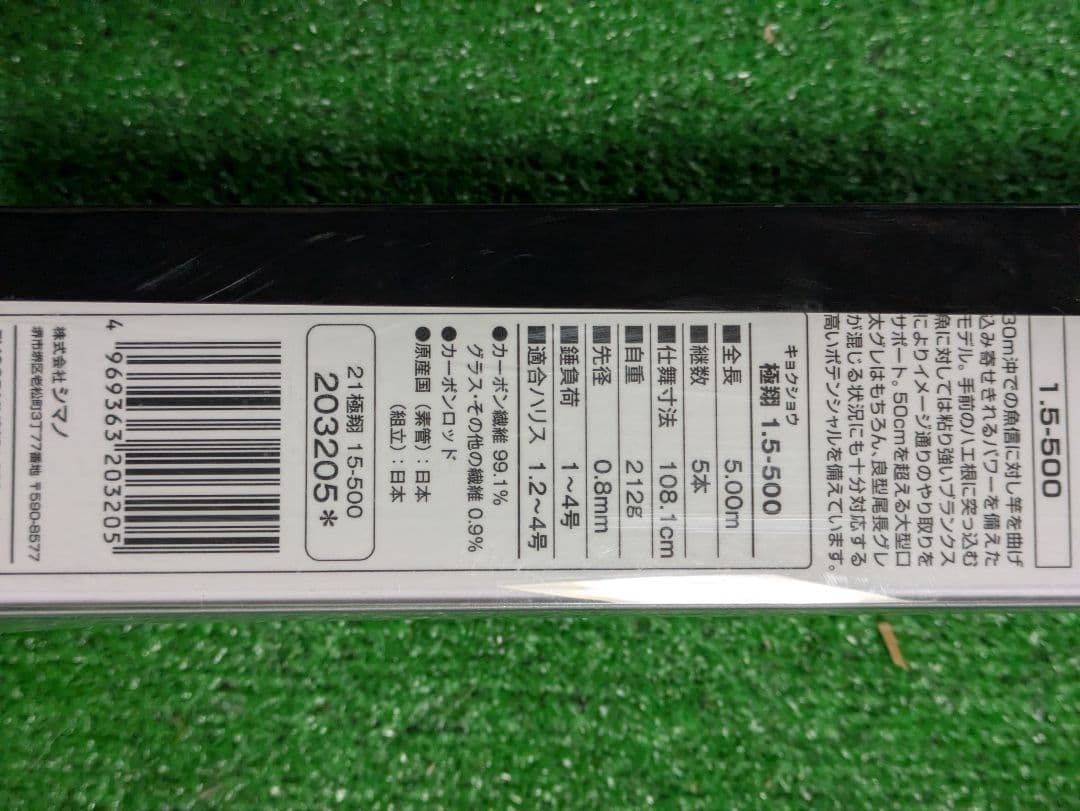 1.5-500
30m沖での魚信に対し竿を曲げ
込み寄せきれるパワーを備えた
モデル。手前のハエ根に突っ込む
魚に対しては粘り強いブランクス
によりイメージ通りのやり取りを
サポート。50cmを超える大型口
太グレはもちろん、良型尾長グレ
が混じる状況にも十分対応する
高いポテンシャルを備えています。
キョクショウ
極翔 1.5-500
■全長 5.00m
■継数 5本
■仕舞寸法 108.1cm
■自重 212g
■先径 0.8mm
■錘負荷 1~4号
■適合ハリス 1.2~4号
●カーボン繊維 99.1%
グラス・その他の繊維 0.9%
●カーボンロッド
●原産国(素管):日本
(組立):日本
21極翔 15-500
203205*
4 969363 203205
株式会社シマノ
堺市堺区老松町3丁77番地 〒590-8577